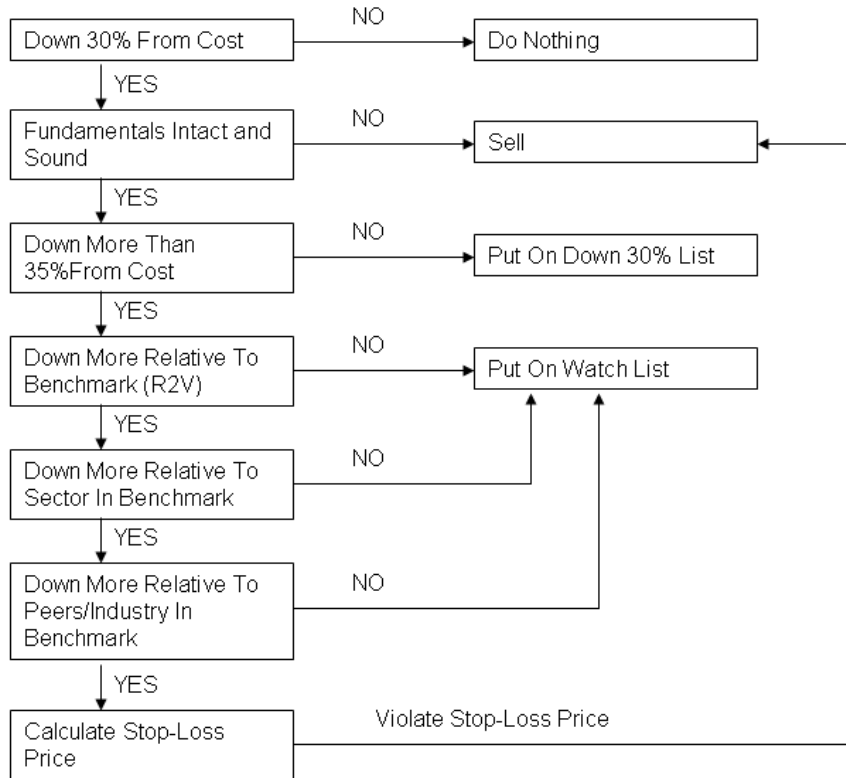 NO
Down 30% From Cost
Do Nothing
YES
Fundamentals Intact and
Sound
NO
Sell
YES
Down More Than
35%From Cost
NO
Put On Down 30% List
YES
Down More Relative To
Benchmark (R2V)
NO
Put On Watch List
YES
Down More Relative To
Sector In Benchmark
NO
YES
Down More Relative To
Peers/Industry In
Benchmark
NO
YES
Calculate Stop-Loss
Price
Violate Stop-Loss Price